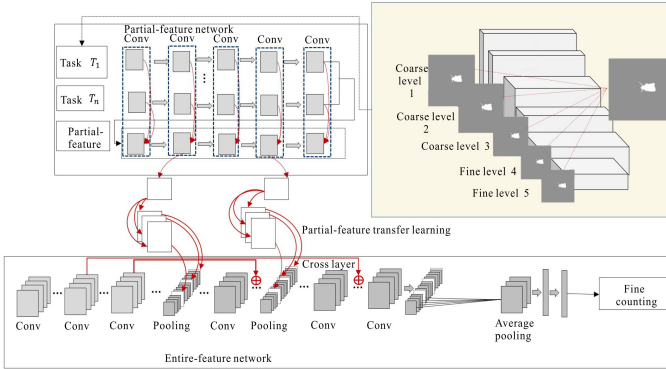 Partial-feature network
Conv Conv Conv Conv Conv
Task T1
Task Tn
Partial-
feature
Coarse level
1
Coarse level
2
Coarse level 3
Fine level 4
Fine level 5
Partial-feature transfer learning
Cross layer
Conv Conv Conv Pooling Conv Pooling Conv Conv
Average
pooling
Fine
counting
Entire-feature network